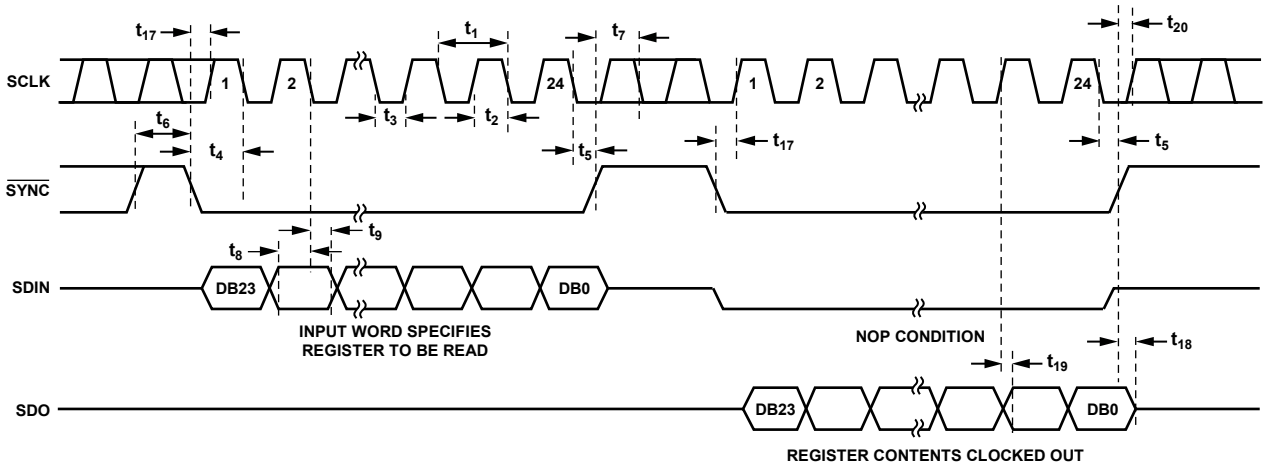 t17
t1
t7
t20
SCLK
1
2
24
1
2
24
t6
t4
t3
t2
t5
t17
t5
SYNC
t8
t9
SDIN
DB23
DB0
INPUT WORD SPECIFIES
REGISTER TO BE READ
NOP CONDITION
t18
t19
SDO
DB23
DB0
REGISTER CONTENTS CLOCKED OUT